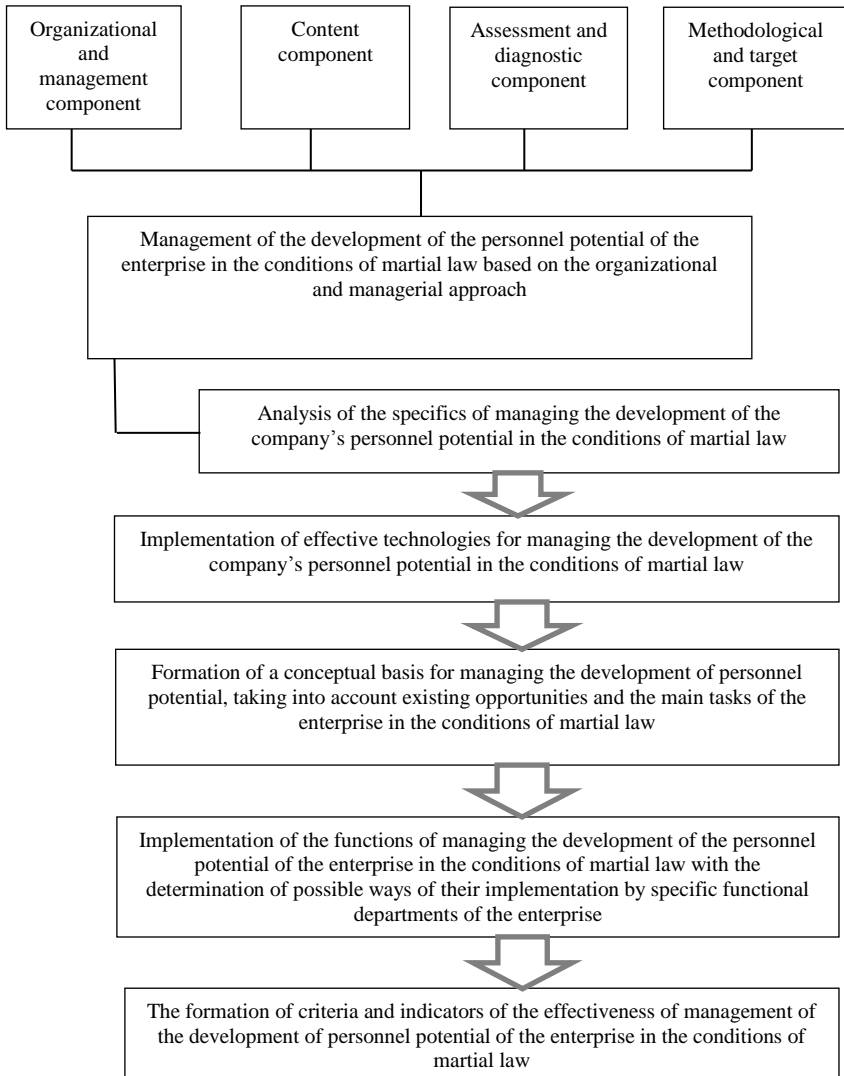 Organizational
and
management
component
Content
component
Assessment and
diagnostic
component
Methodological
and target
component
Management of the development of the personnel potential of the
enterprise in the conditions of martial law based on the organizational
and managerial approach
Analysis of the specifics of managing the development of the
company’s personnel potential in the conditions of martial law
Implementation of effective technologies for managing the development of the
company’s personnel potential in the conditions of martial law
Formation of a conceptual basis for managing the development of personnel
potential, taking into account existing opportunities and the main tasks of the
enterprise in the conditions of martial law
Implementation of the functions of managing the development of the personnel
potential of the enterprise in the conditions of martial law with the
determination of possible ways of their implementation by specific functional
departments of the enterprise
The formation of criteria and indicators of the effectiveness of management of
the development of personnel potential of the enterprise in the conditions of
martial law